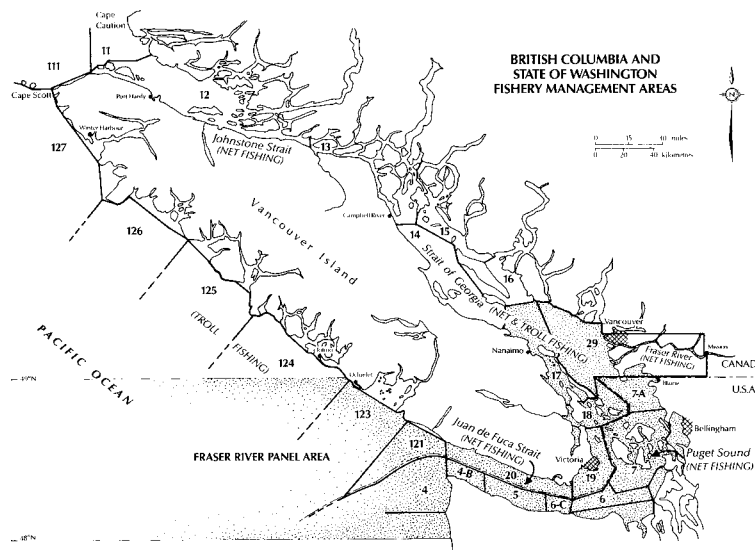 Cape
Caution
111
11
BRITISH COLUMBIA AND
STATE OF WASHINGTON
FISHERY MANAGEMENT AREAS
N
Cape Scott
12
Port Hardy
Winter Harbour
127
Johnstone Strait
(NET FISHING)
13
0 15 30 miles
0 20 40 kilometres
Vancouver Island
Campbell River
14
15
126
Strait of Georgia
(NET & TROLL FISHING)
16
125
(TROLL FISHING)
PACIFIC OCEAN
Vancouver
29
Fraser River
(NET FISHING)
Mission
Nanaimo
CANADA
49°N
124
Tofino
Ucluelet
17
Blaine
U.S.A.
7-A
123
18
Bellingham
121
Juan de Fuca Strait
(NET FISHING)
FRASER RIVER PANEL AREA
Victoria
Puget Sound
(NET FISHING)
20
19
7
4-B
4
5
6-C
6
48°N